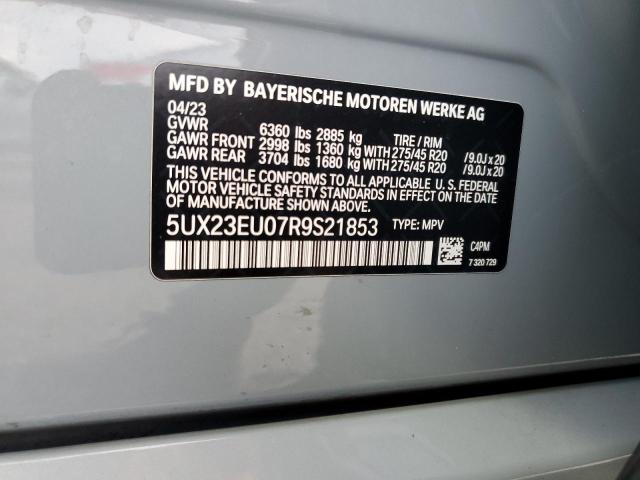 MFD BY BAYERISCHE MOTOREN WERKE AG
04/23
GVWR 6360 lbs 2885 kg TIRE / RIM
GAWR FRONT 2998 lbs 1360 kg WITH 275/45 R20 /9.0J x 20
GAWR REAR 3704 lbs 1680 kg WITH 275/45 R20 /9.0J x 20
THIS VEHICLE CONFORMS TO ALL APPLICABLE U. S. FEDERAL
MOTOR VEHICLE SAFETY STANDARDS IN EFFECT ON THE DATE
OF MANUFACTURE SHOWN ABOVE.
5UX23EU07R9S21853 TYPE: MPV
C4PM
7 320 729